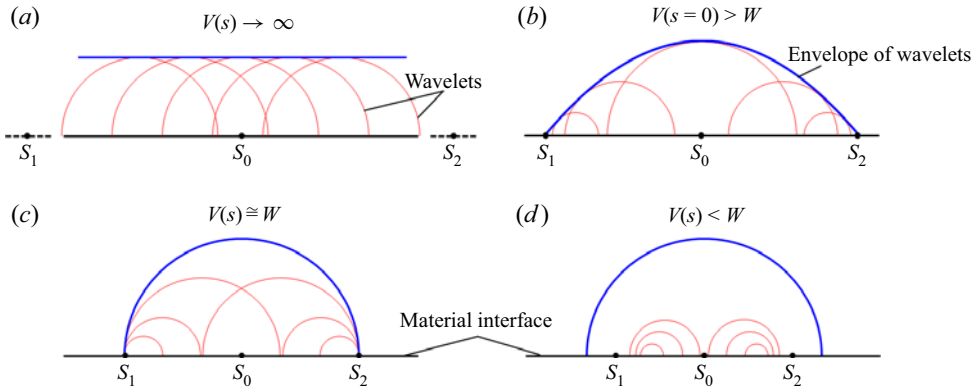 (a)
V(s) → ∞
Wavelets
S₁
S₀
S₂
(b)
V(s = 0) > W
Envelope of wavelets
S₁
S₀
S₂
(c)
V(s) ≅ W
Material interface
S₁
S₀
S₂
(d)
V(s) < W
S₁
S₀
S₂